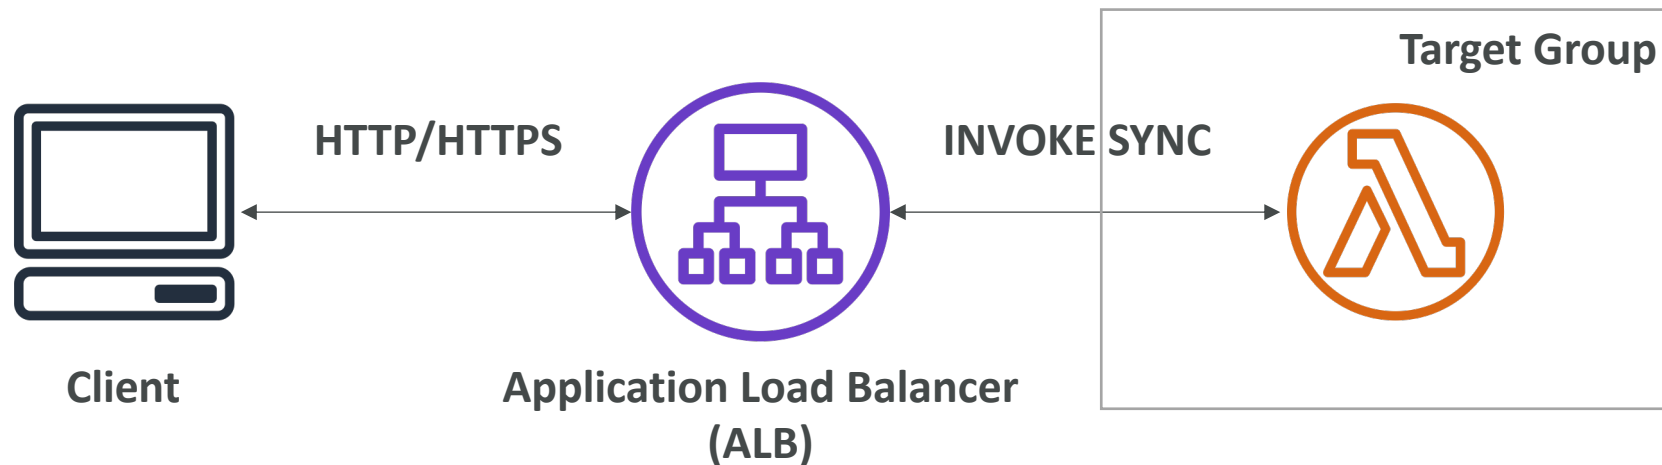 Target Group
HTTP/HTTPS
INVOKE SYNC
Client
Application Load Balancer
(ALB)